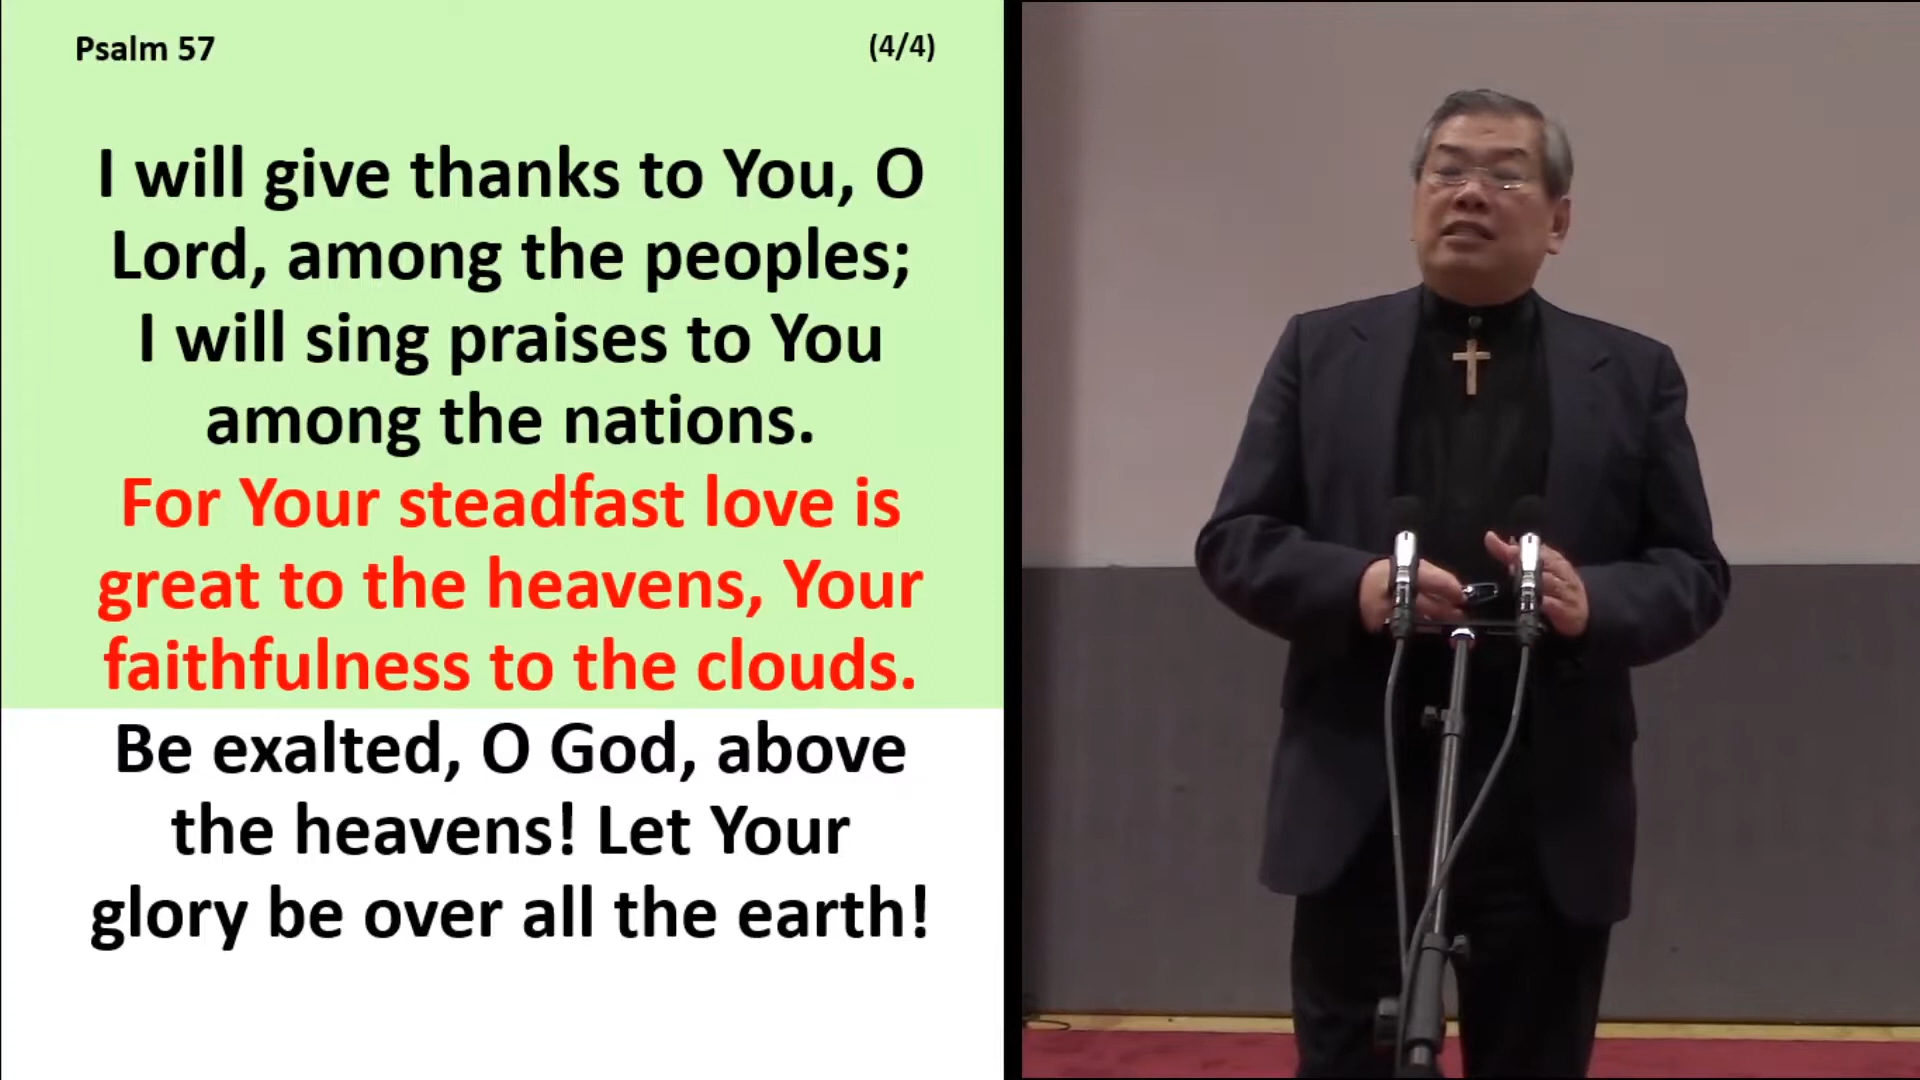 Psalm 57 (4/4)
I will give thanks to You, O
Lord, among the peoples;
I will sing praises to You
among the nations.
For Your steadfast love is
great to the heavens, Your
faithfulness to the clouds.
Be exalted, O God, above
the heavens! Let Your
glory be over all the earth!